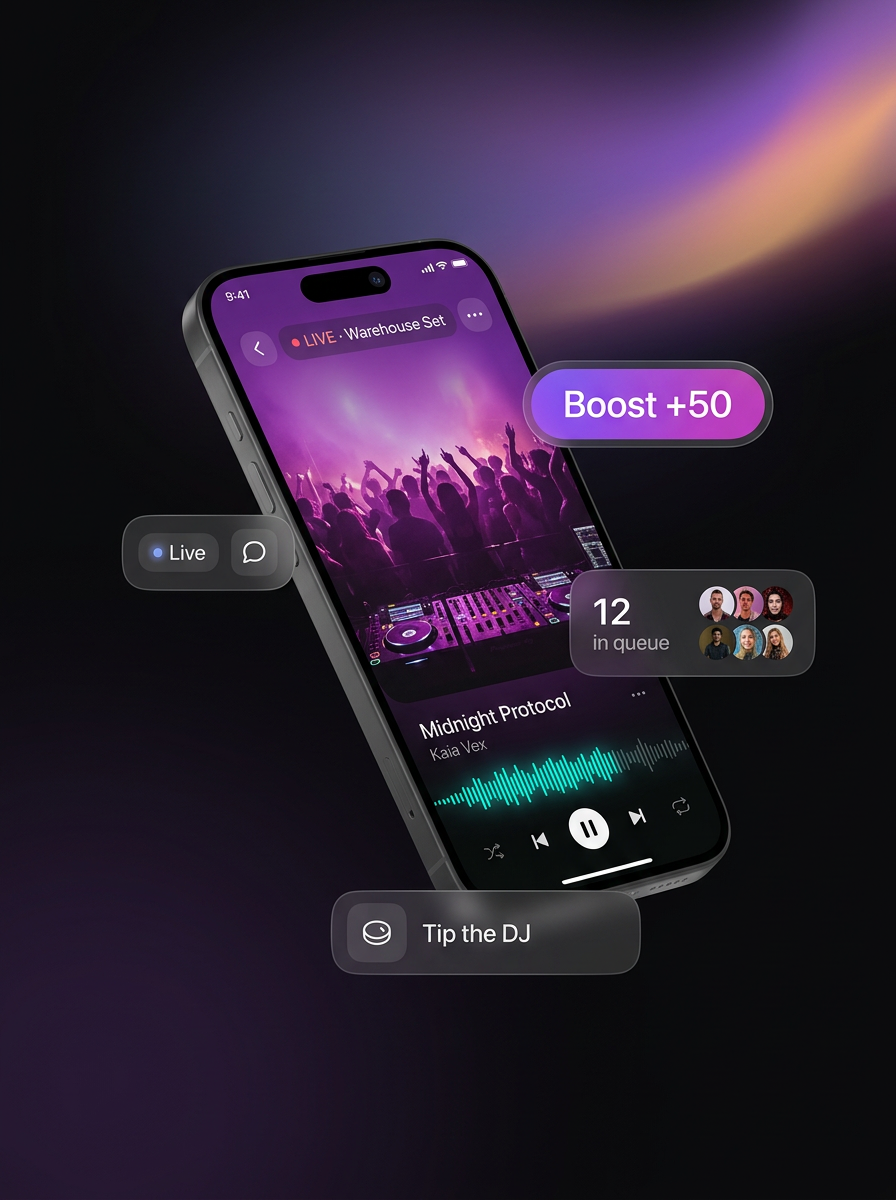 9:41
LIVE · Warehouse Set
Boost +50
Live
12
in queue
Midnight Protocol
Kaia Vex
Tip the DJ